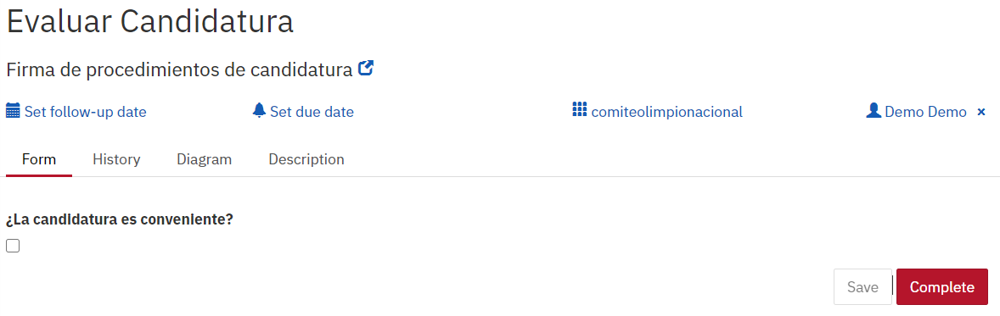 Evaluar Candidatura
Firma de procedimientos de candidatura
Set follow-up date Set due date comiteolimpionacional Demo Demo ×
Form History Diagram Description
¿La candidatura es conveniente?
Save Complete